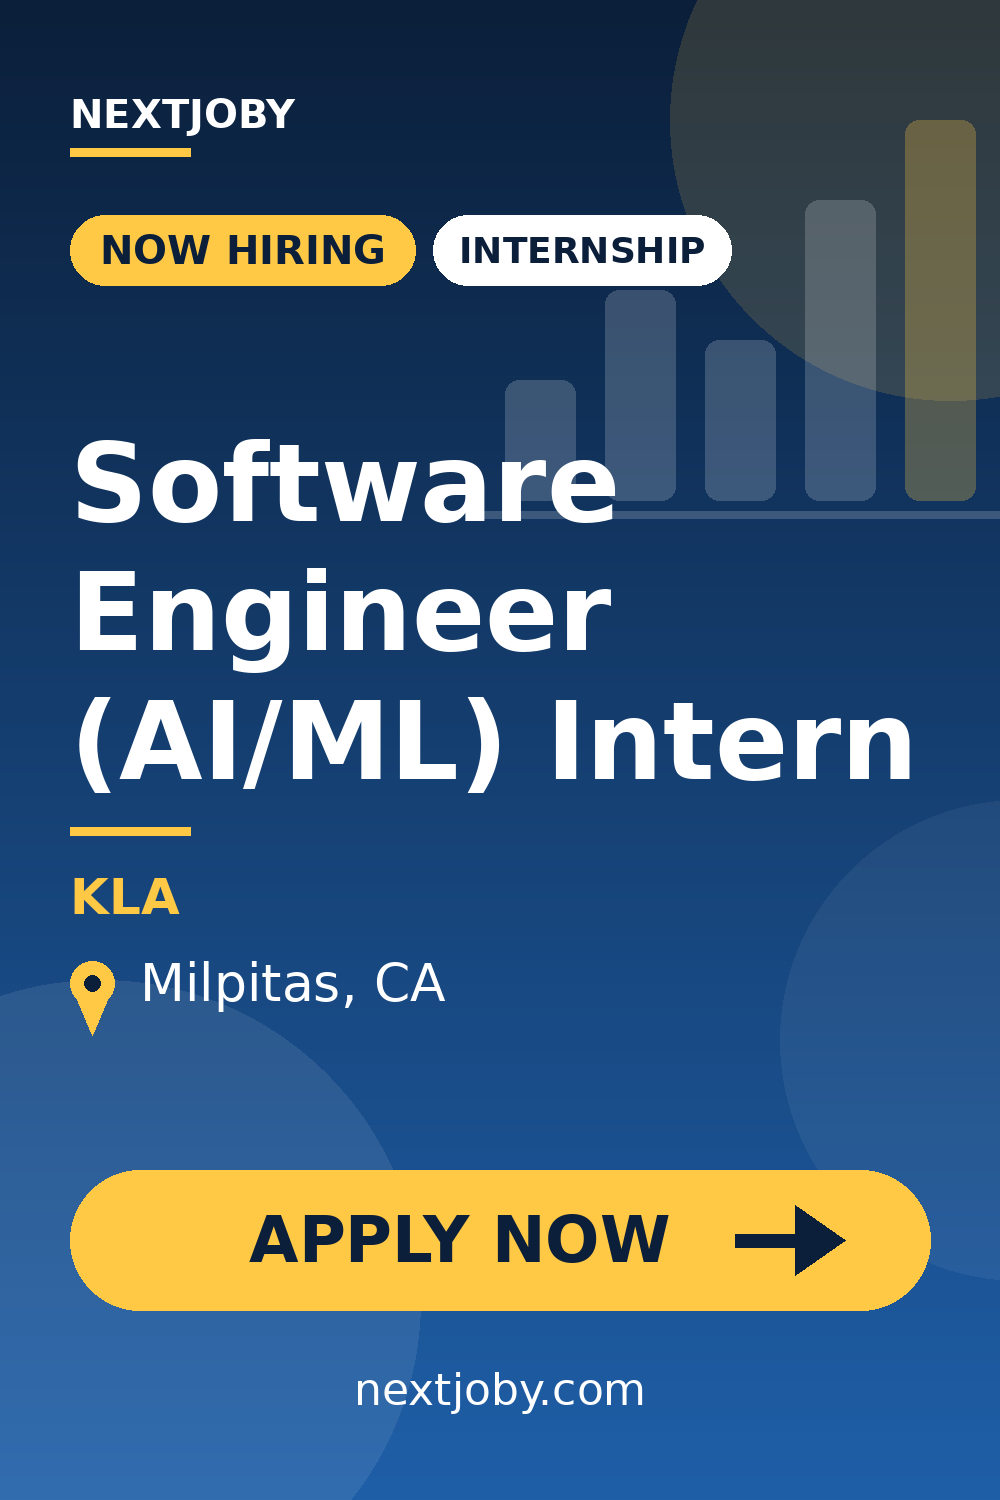 NEXTJOBY
NOW HIRING
INTERNSHIP
Software
Engineer
(AI/ML) Intern
KLA
Milpitas, CA
APPLY NOW
nextjoby.com